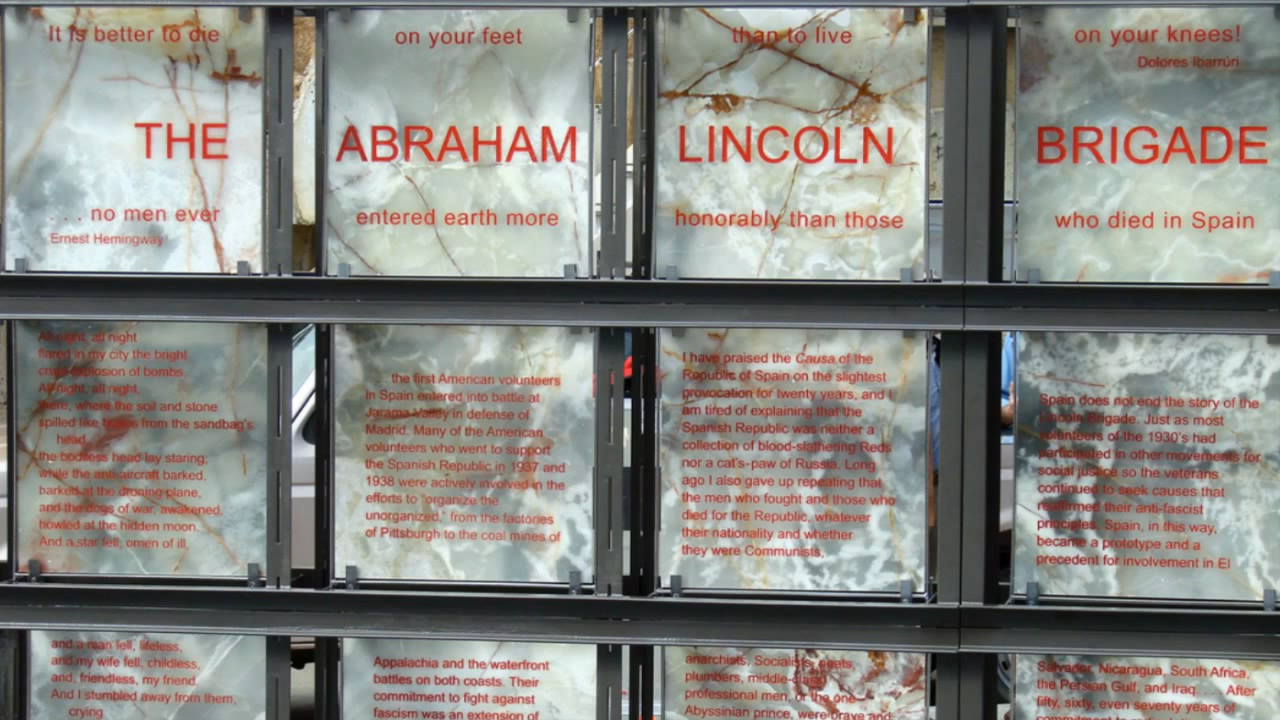 It is better to die
on your feet
than to live
on your knees!
Dolores Ibarruri
THE
ABRAHAM
LINCOLN
BRIGADE
. . . no men ever
entered earth more
honorably than those
who died in Spain
Ernest Hemingway
All night, all night
flared in my city the bright
cruel explosion of bombs.
All night, all night,
there, where the soil and stone
spilled like brains from the sandbag's
head,
the bodiless head lay staring;
while the anti-aircraft barked,
barked at the droning plane,
and the dogs of war, awakened,
howled at the hidden moon.
And a star fell, omen of ill,
and a man fell, lifeless,
and my wife fell, childless,
and, friendless, my friend.
And I stumbled away from them,
crying
. . . the first American volunteers
in Spain entered into battle at
Jarama Valley in defense of
Madrid. Many of the American
volunteers who went to support
the Spanish Republic in 1937 and
1938 were actively involved in the
efforts to "organize the
unorganized," from the factories
of Pittsburgh to the coal mines of
Appalachia and the waterfront
battles on both coasts. Their
commitment to fight against
fascism was an extension of
I have praised the Causa of the
Republic of Spain on the slightest
provocation for twenty years, and I
am tired of explaining that the
Spanish Republic was neither a
collection of blood-slathering Reds
nor a cat's-paw of Russia. Long
ago I also gave up repeating that
the men who fought and those who
died for the Republic, whatever
their nationality and whether
they were Communists,
anarchists, Socialists, poets,
plumbers, middle-class
professional men, or the one
Abyssinian prince, were brave and
Spain does not end the story of the
Lincoln Brigade. Just as most
volunteers of the 1930's had
participated in other movements for
social justice so the veterans
continued to seek causes that
reaffirmed their anti-fascist
principles. Spain, in this way,
became a prototype and a
precedent for involvement in El
Salvador, Nicaragua, South Africa,
the Persian Gulf, and Iraq. . . . After
fifty, sixty, even seventy years of
commitment to